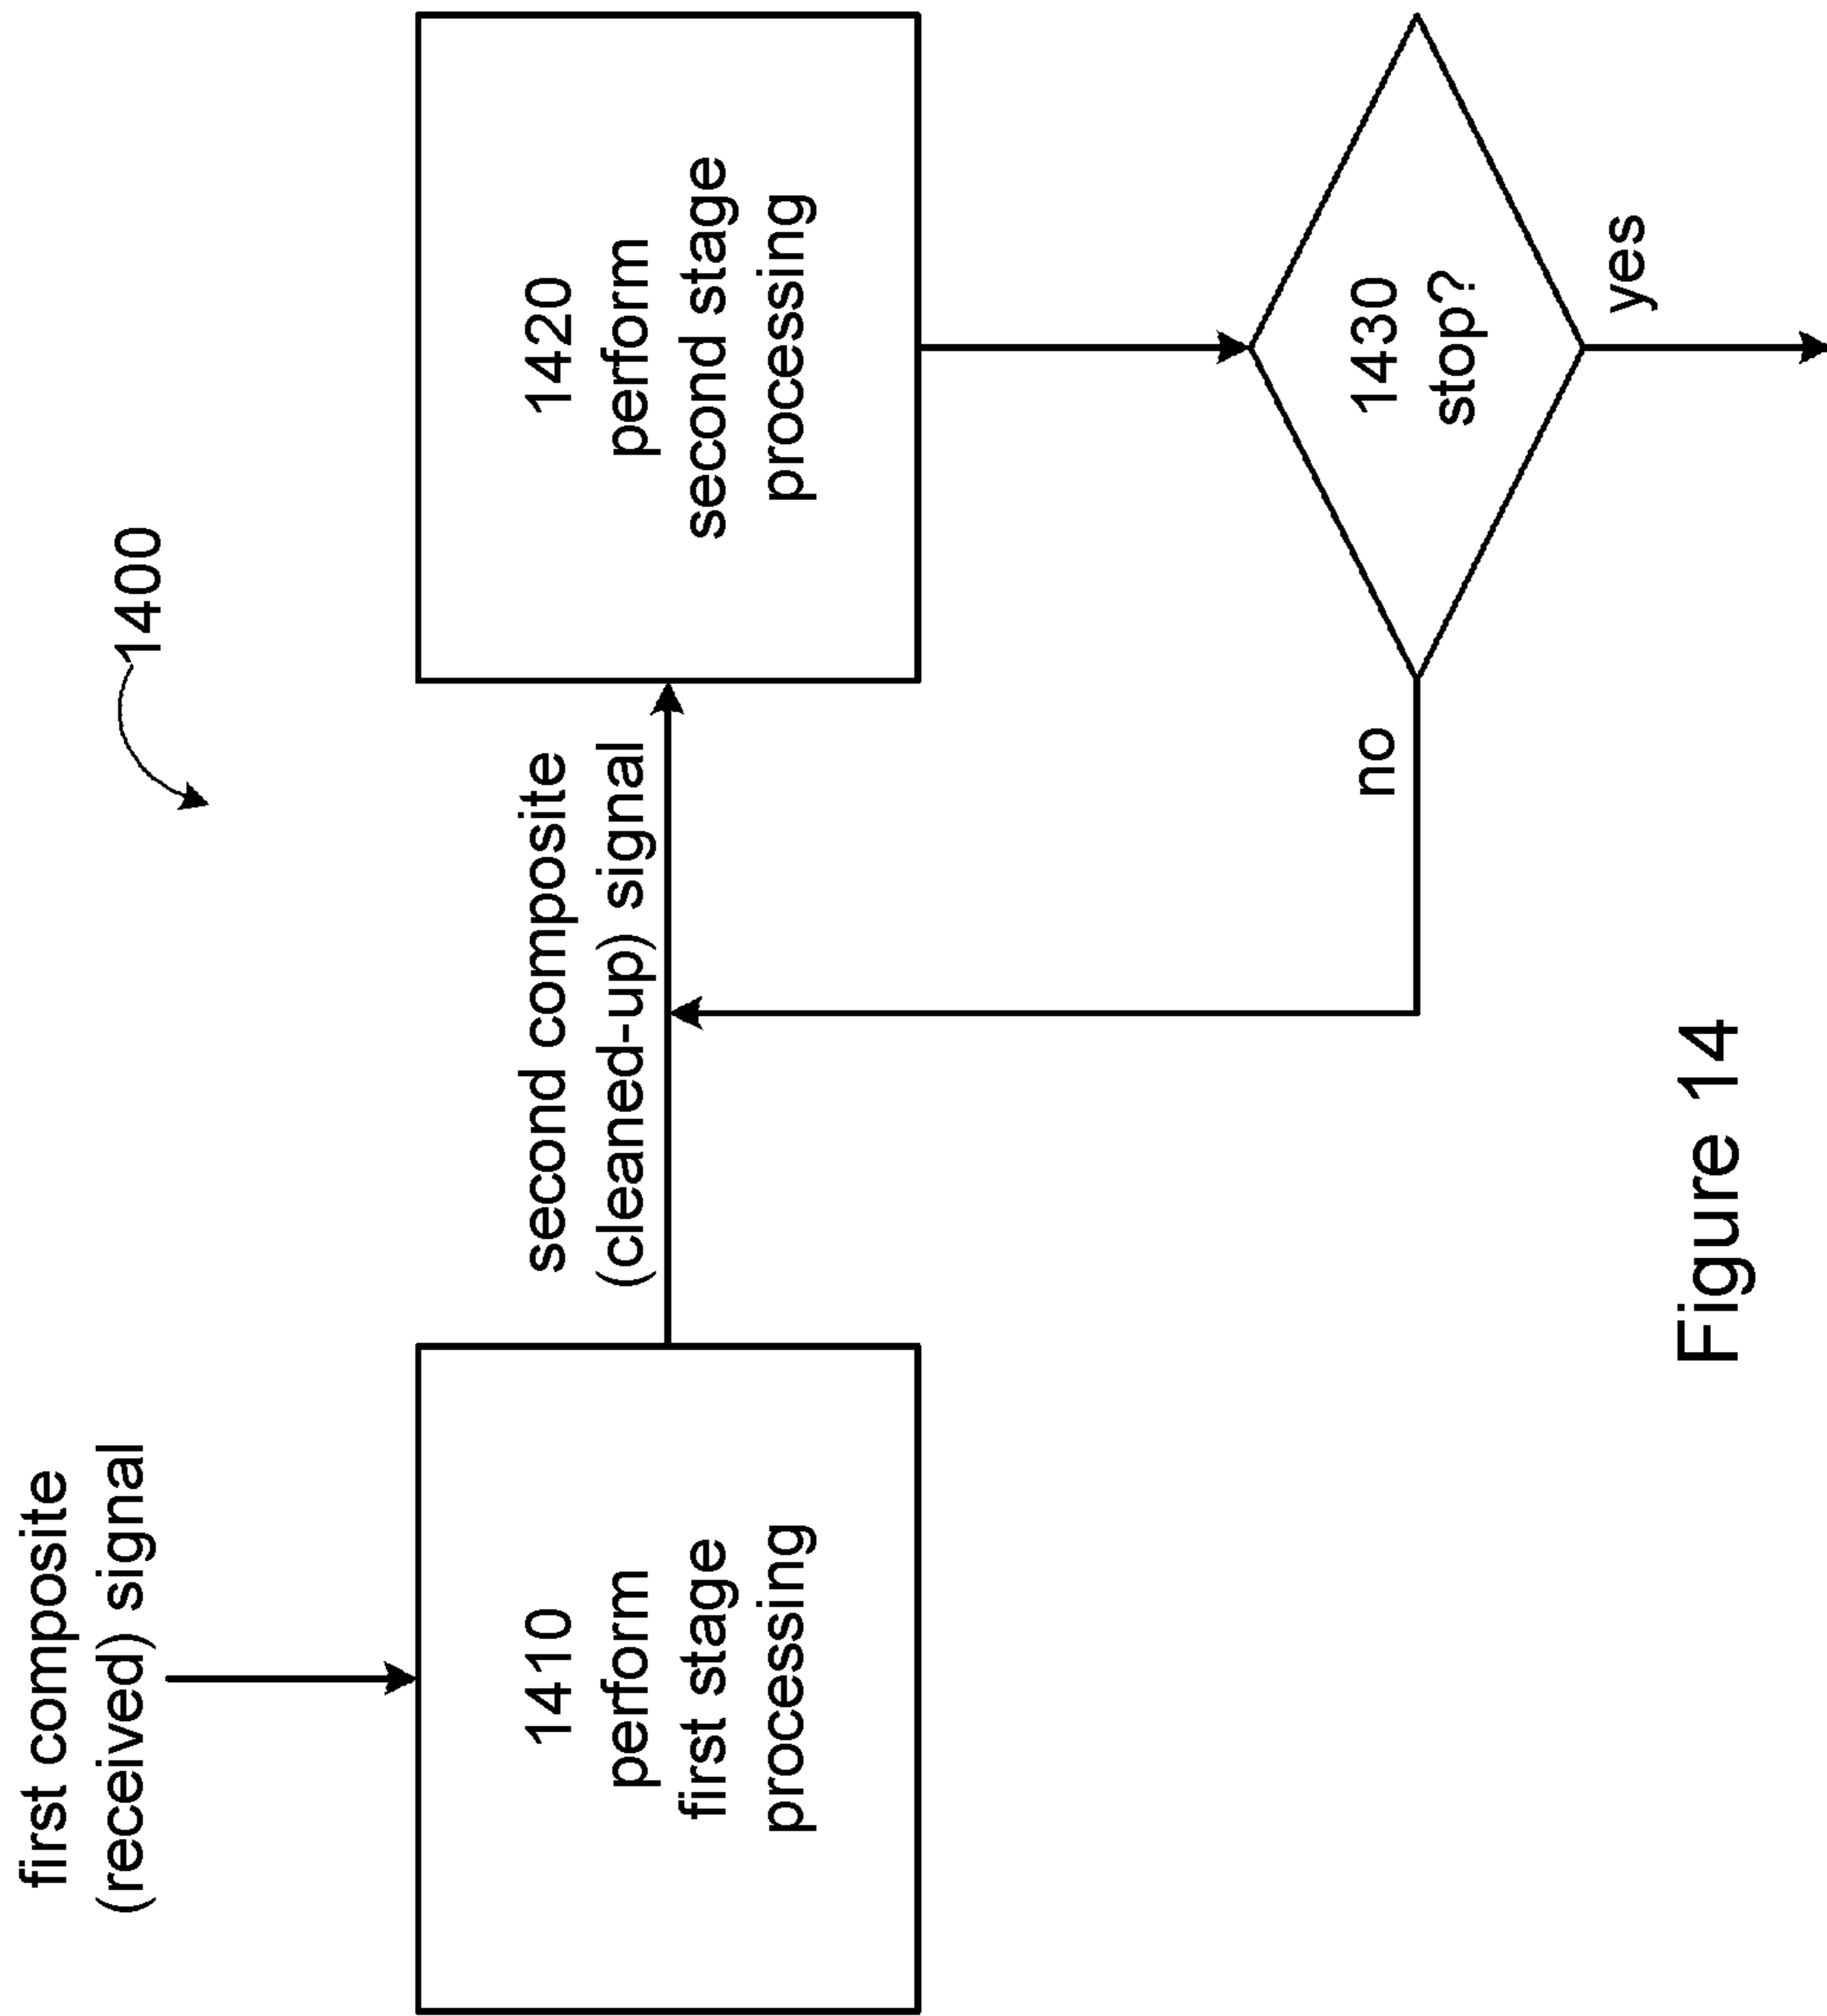 1400
first composite
(received) signal
1410
perform
first stage
processing
second composite
(cleaned-up) signal
1420
perform
second stage
processing
1430
stop?
no
yes
Figure 14